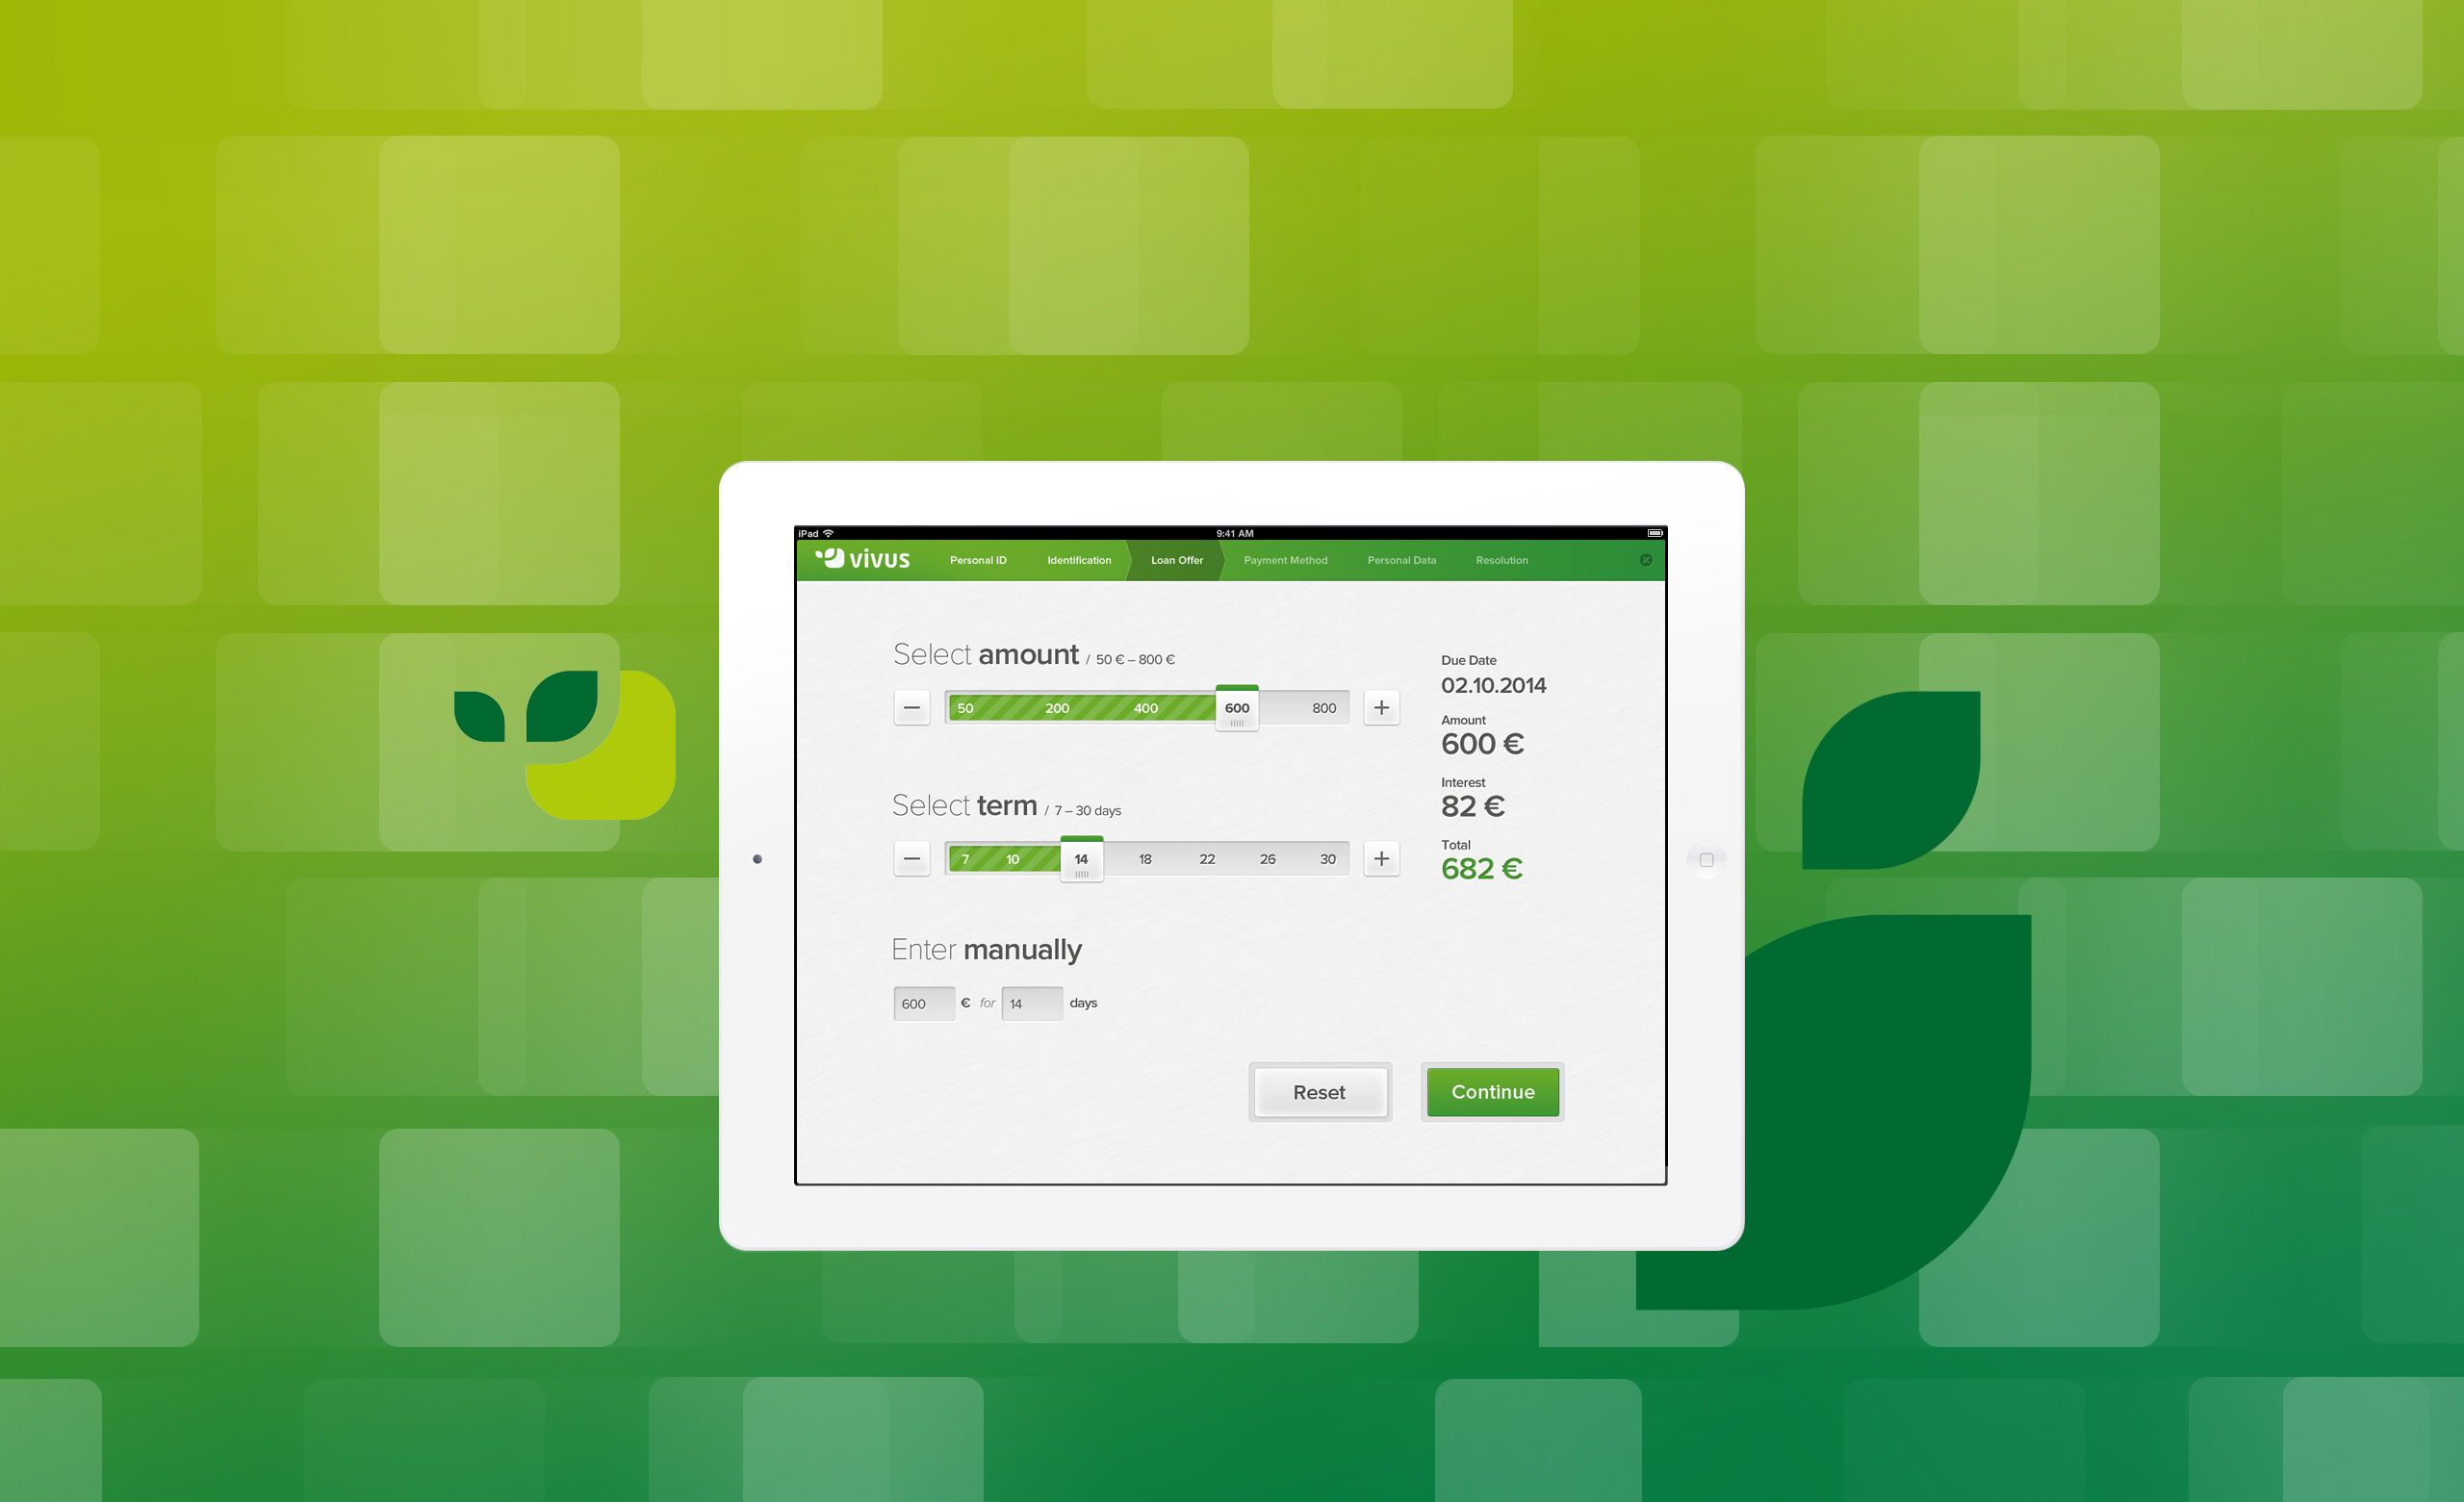 iPad
9:41 AM
vivus
Personal ID
Identification
Loan Offer
Payment Method
Personal Data
Resolution
Select amount / 50 € – 800 €
50 200 400 600 800
Select term / 7 – 30 days
7 10 14 18 22 26 30
Enter manually
600 € for 14 days
Due Date
02.10.2014
Amount
600 €
Interest
82 €
Total
682 €
Reset
Continue